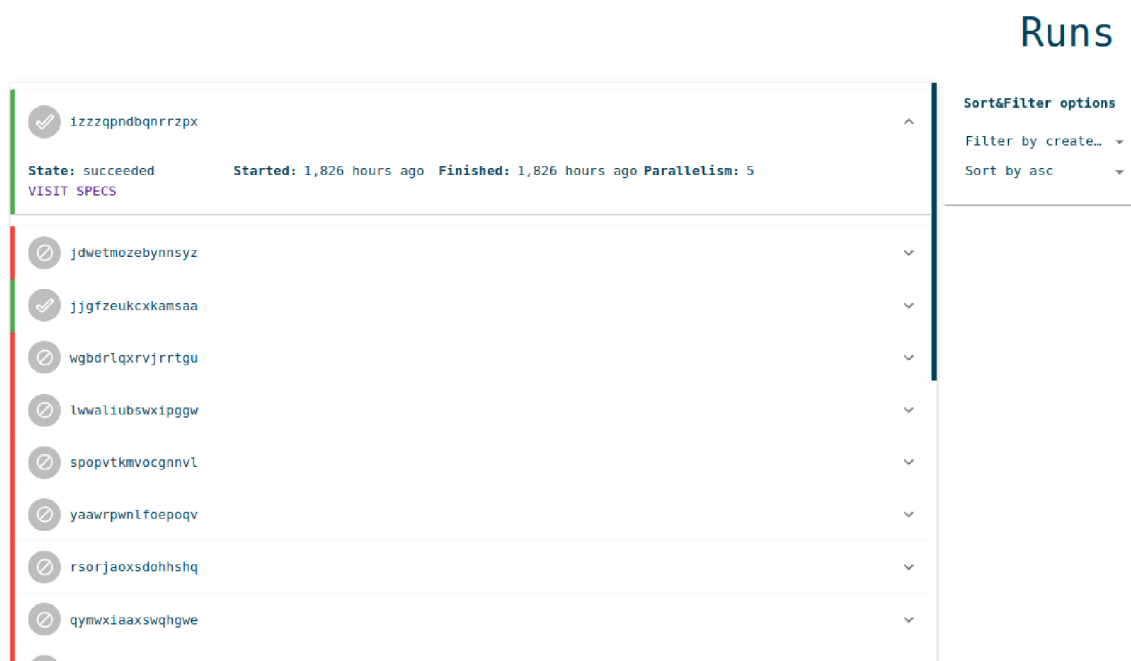 Runs
izzzqpndbqnrrzpx
State: succeeded Started: 1,826 hours ago Finished: 1,826 hours ago Parallelism: 5
VISIT SPECS
jdwetmozebynnsyz
jjgfzeukcxkamsaa
wgbdrlqxrvjrrtgu
lwwaliubswxipggw
spopvtkmvocgnnvl
yaawrpwnlfoepoqv
rsorjaoxsdohhshq
qymwxiaaxswqhgwe
Sort&Filter options
Filter by create…
Sort by asc